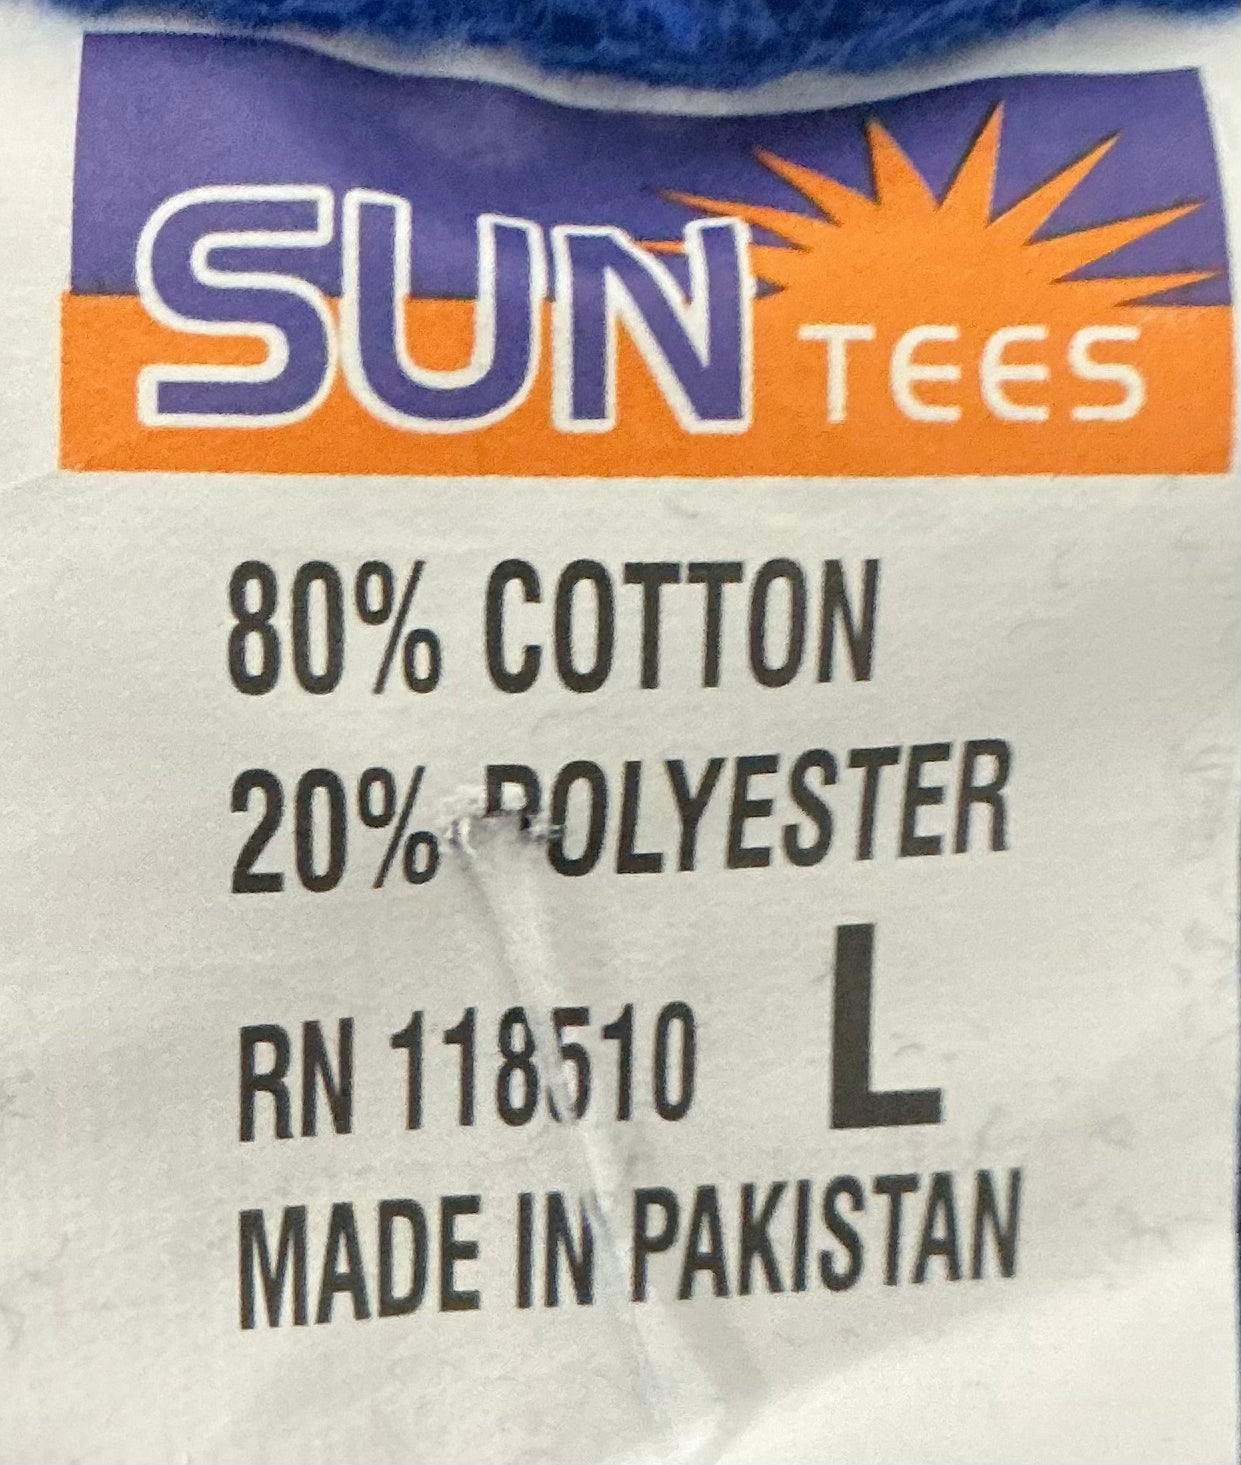 SUN TEES
80% COTTON
20% POLYESTER
RN 118510 L
MADE IN PAKISTAN